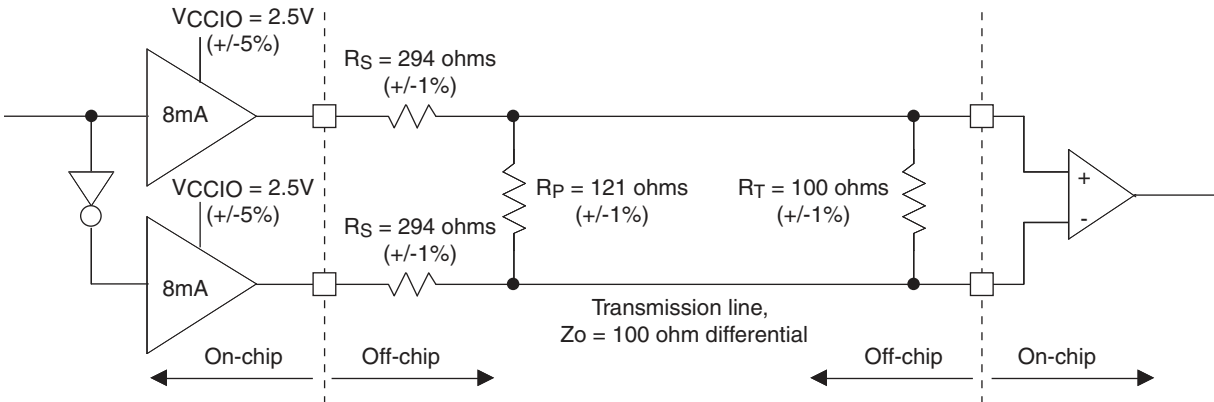 VCCIO = 2.5V
(+/-5%)
8mA
RS = 294 ohms
(+/-1%)
VCCIO = 2.5V
(+/-5%)
8mA
RS = 294 ohms
(+/-1%)
RP = 121 ohms
(+/-1%)
RT = 100 ohms
(+/-1%)
+
-
Transmission line,
Zo = 100 ohm differential
On-chip
Off-chip
Off-chip
On-chip